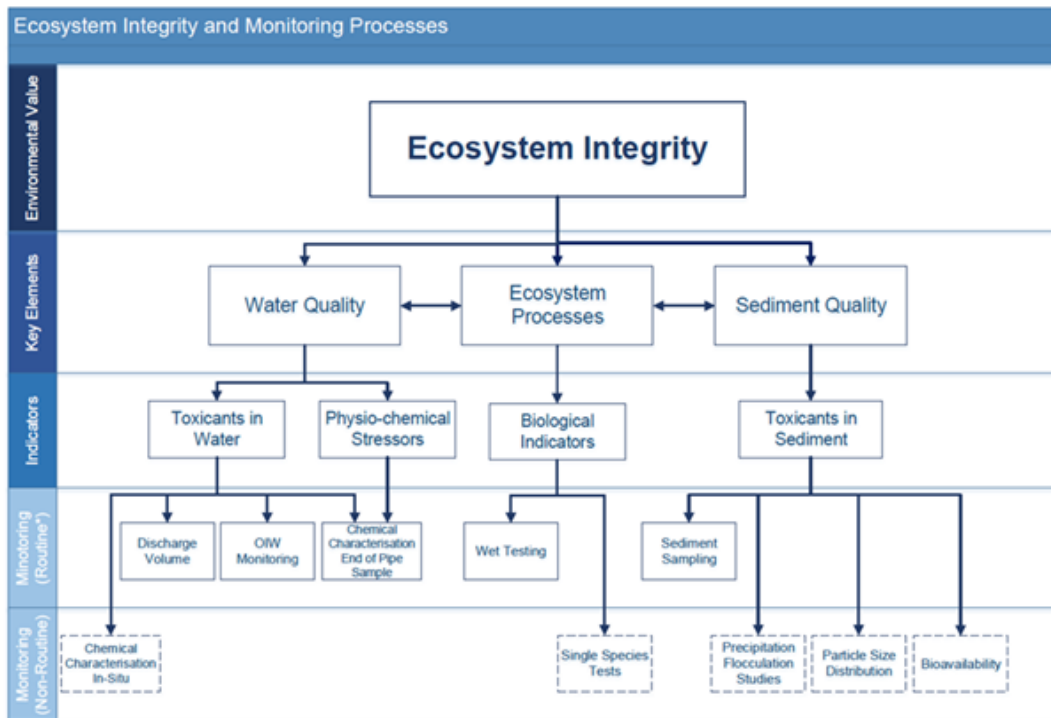 Ecosystem Integrity and Monitoring Processes
Environmental Value
Ecosystem Integrity
Key Elements
Water Quality
Ecosystem
Processes
Sediment Quality
Indicators
Toxicants in
Water
Physio-chemical
Stressors
Biological
Indicators
Toxicants in
Sediment
Minotoring
(Routine*)
Discharge
Volume
OIW
Monitoring
Chemical
Characterisation
End of Pipe
Sample
Wet Testing
Sediment
Sampling
Monitoring
(Non-Routine)
Chemical
Characterisation
In-Situ
Single Species
Tests
Precipitation
Flocculation
Studies
Particle Size
Distribution
Bioavailability